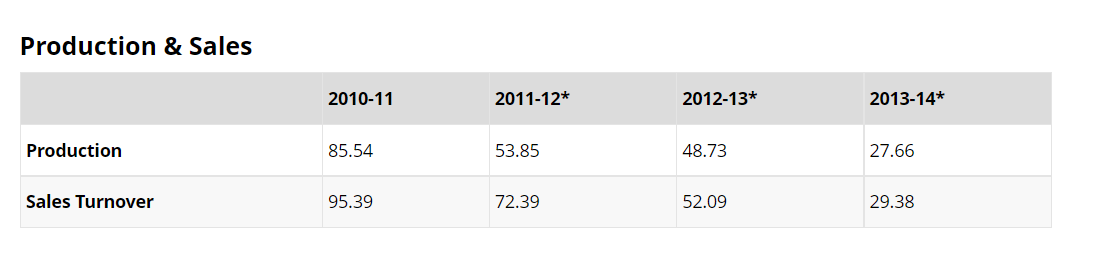 Production & Sales
2010-11 2011-12* 2012-13* 2013-14*
Production 85.54 53.85 48.73 27.66
Sales Turnover 95.39 72.39 52.09 29.38